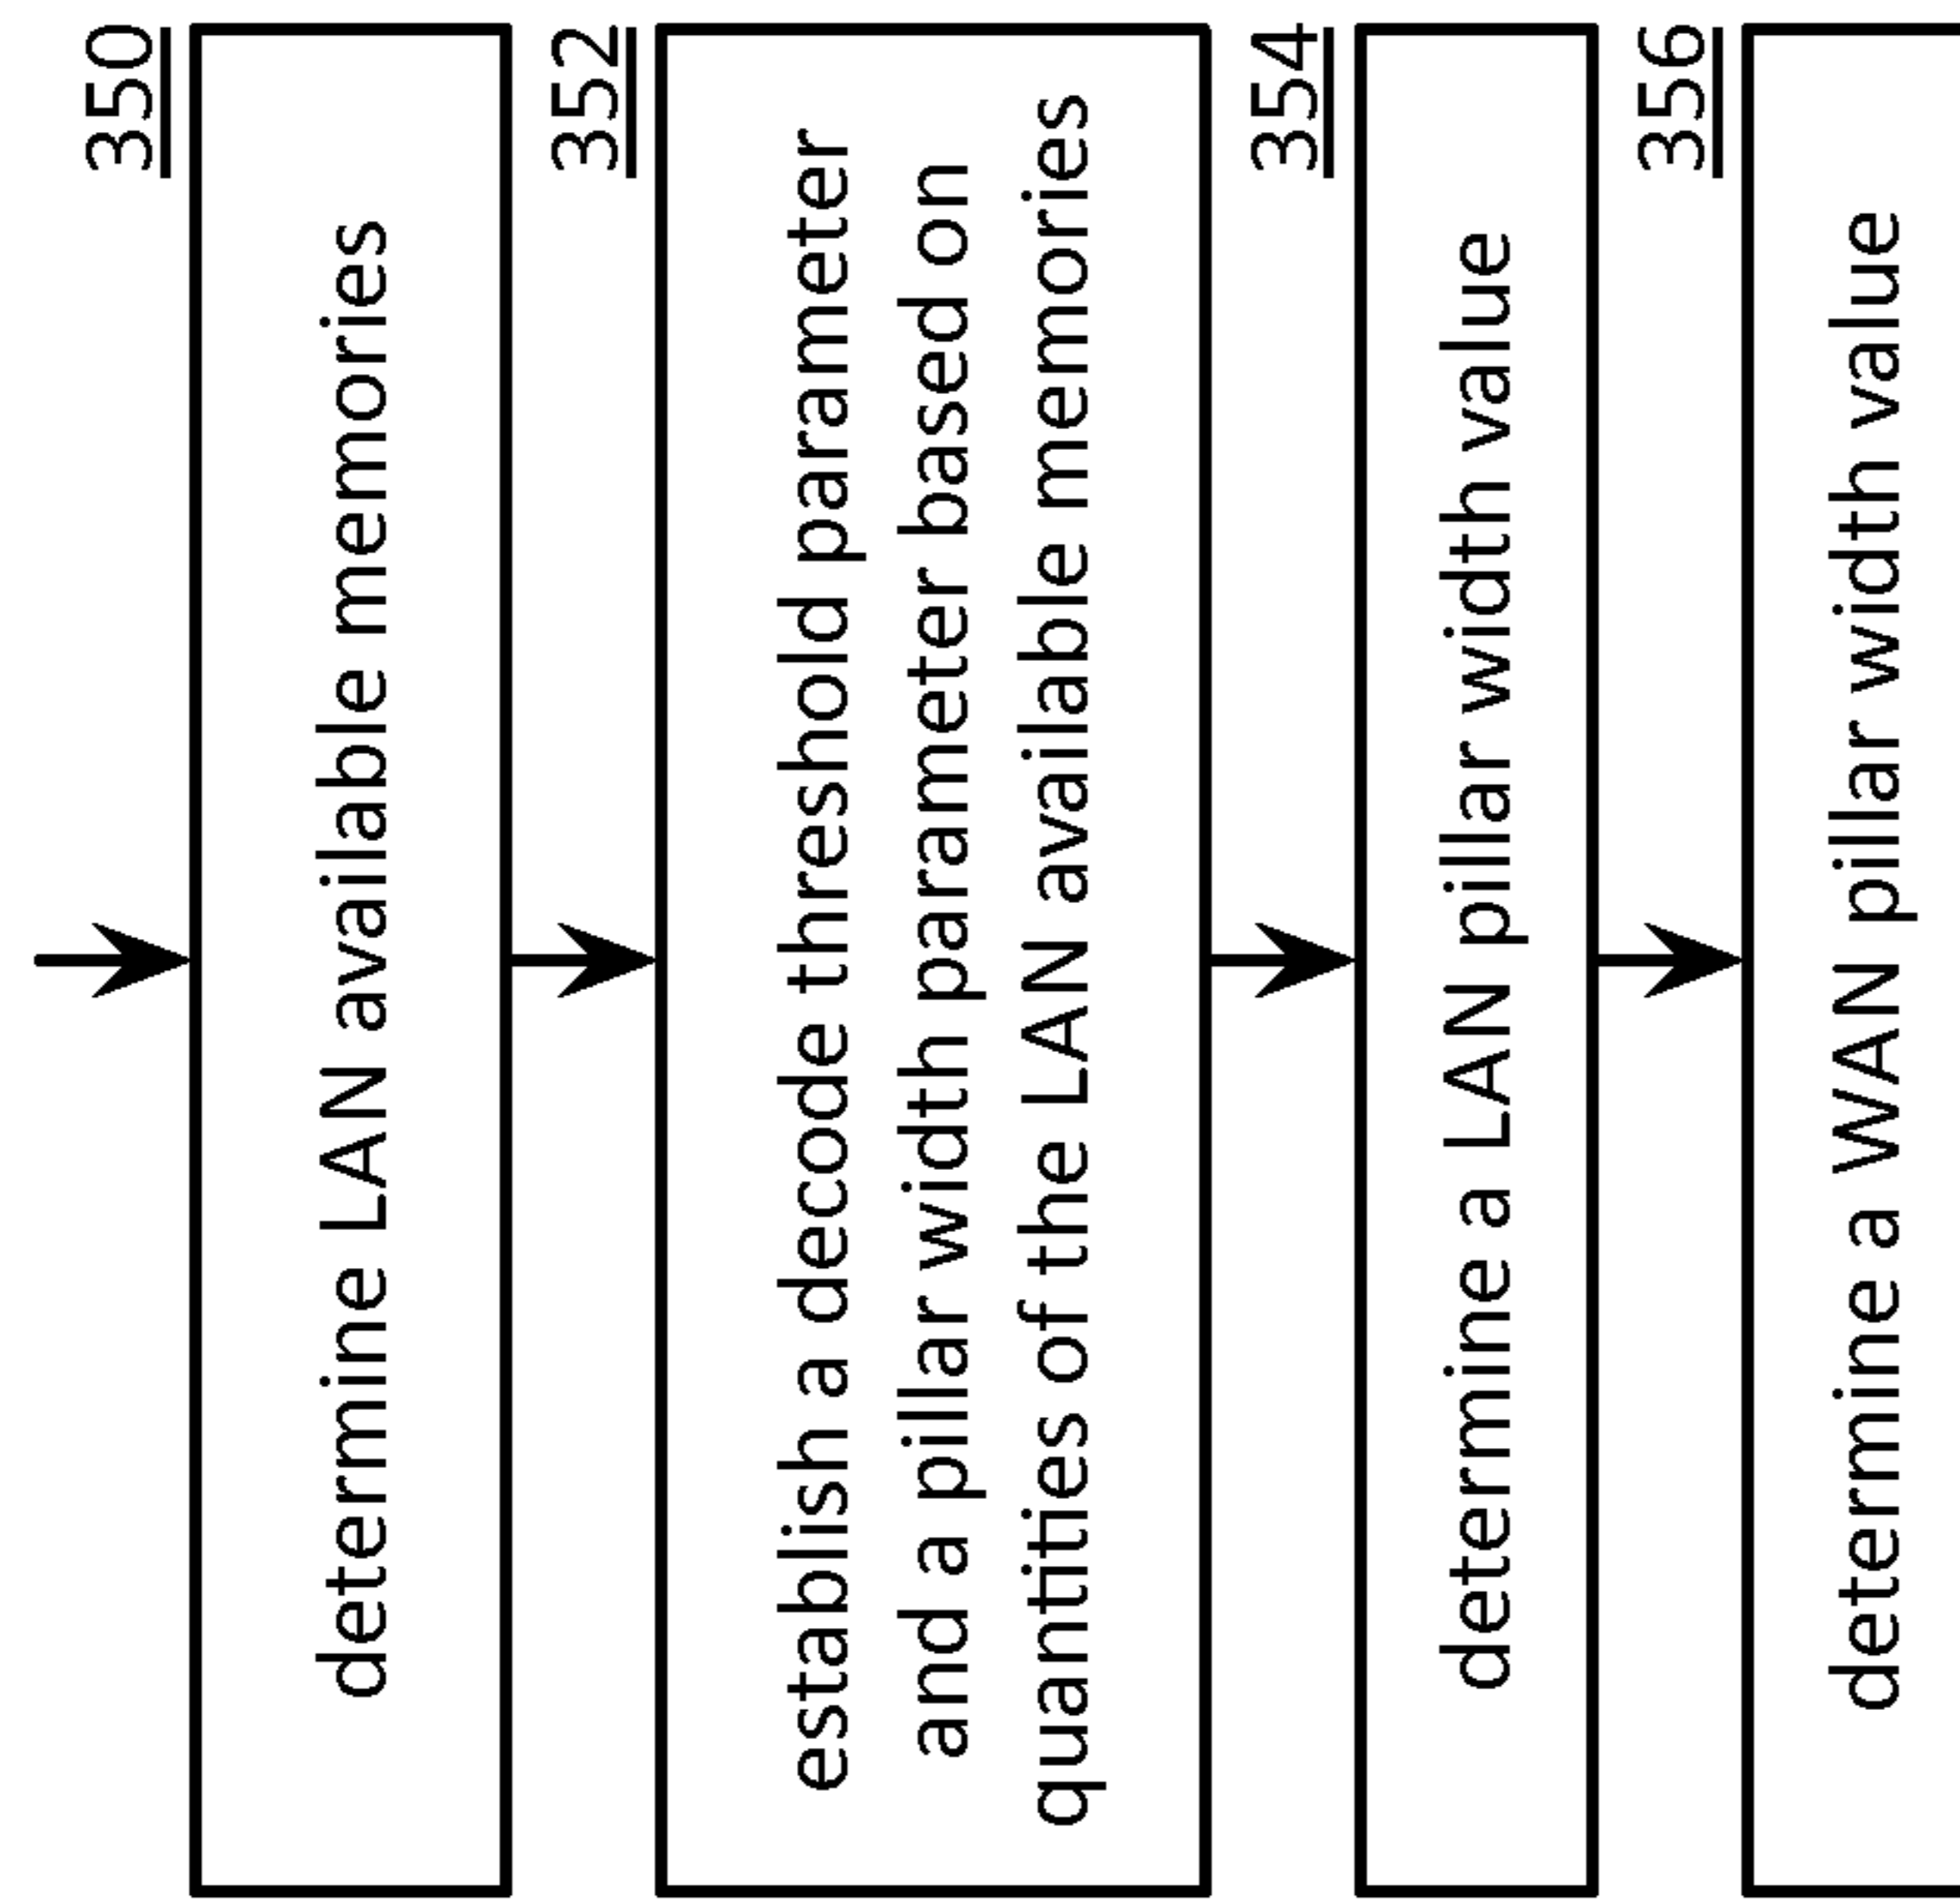 350
determine LAN available memories
352
establish a decode threshold parameter
and a pillar width parameter based on
quantities of the LAN available memories
354
determine a LAN pillar width value
356
determine a WAN pillar width value